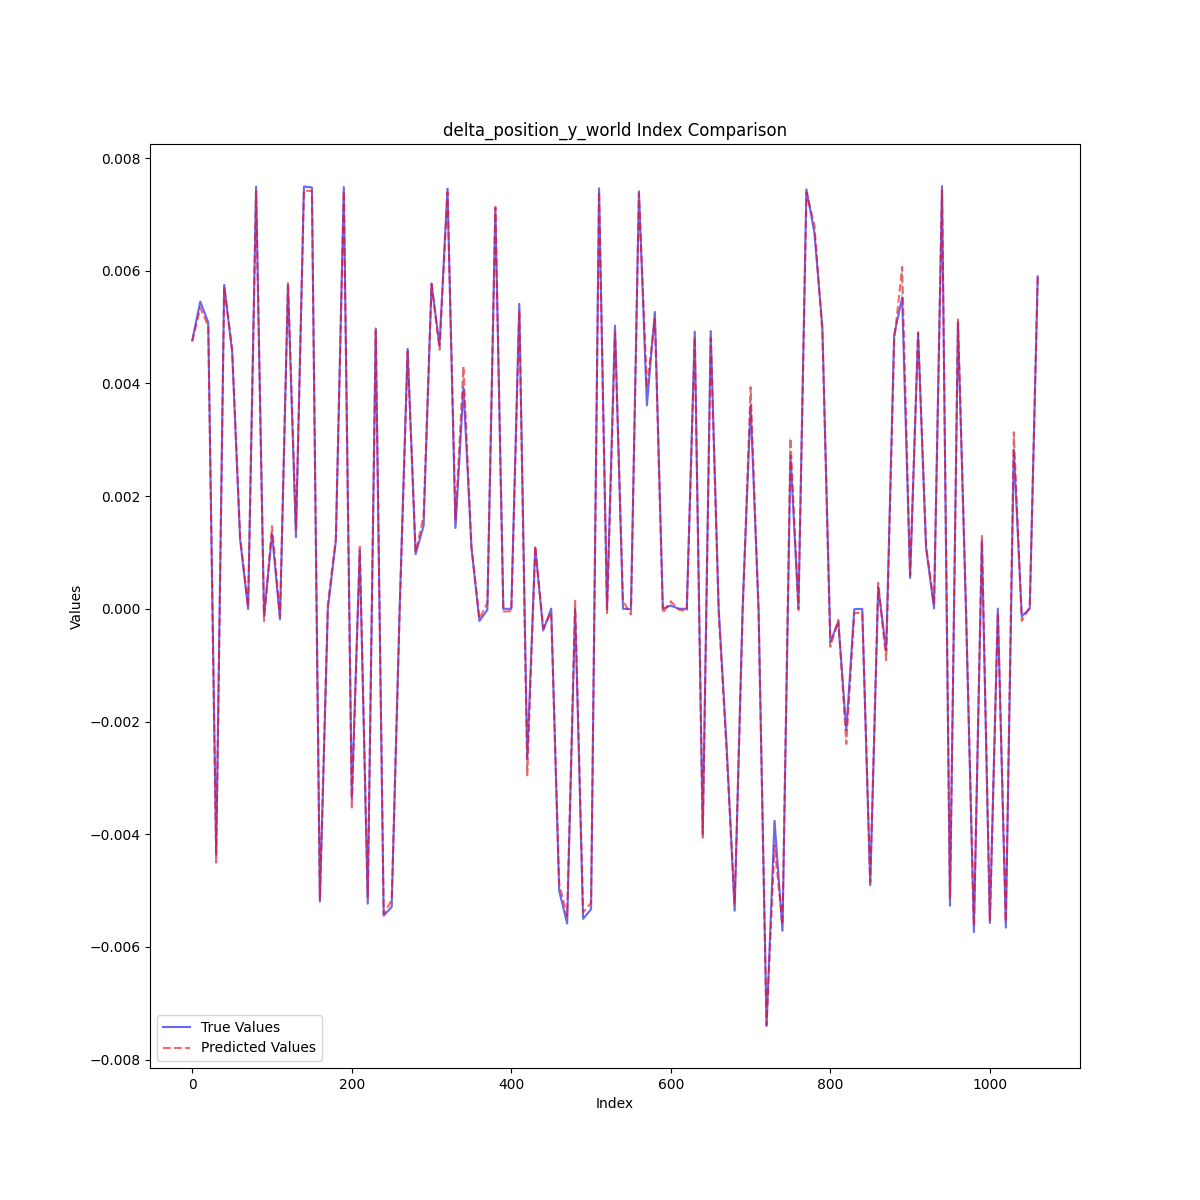 delta_position_y_world Index Comparison
0.008
0.006
0.004
0.002
0.000
−0.002
−0.004
−0.006
−0.008
Values
True Values
Predicted Values
0 200 400 600 800 1000
Index